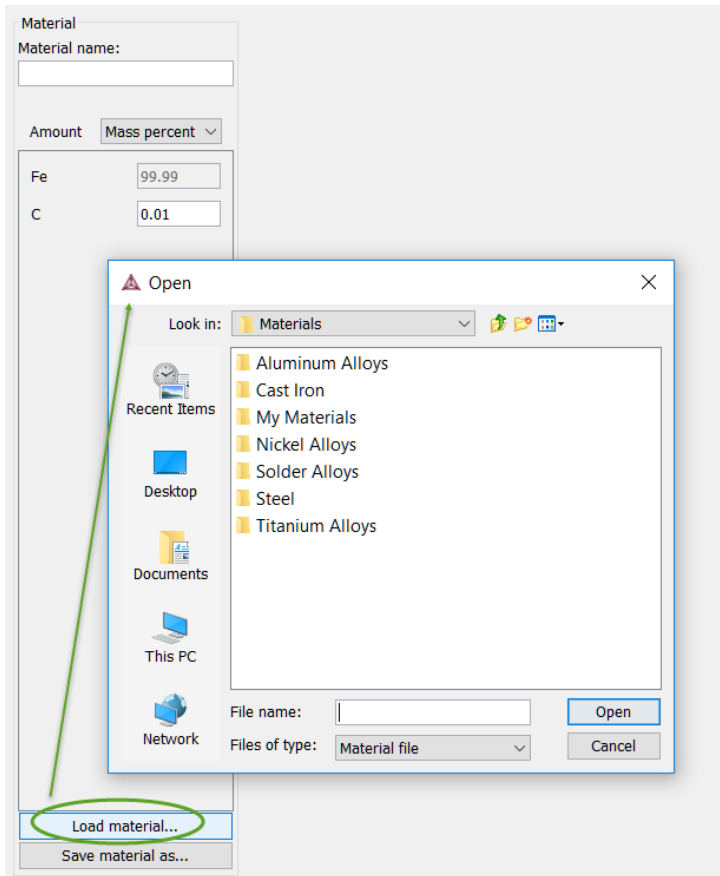 Material
Material name:
Amount Mass percent
Fe 99.99
C 0.01
Open
Look in: Materials
Recent Items
Desktop
Documents
This PC
Network
Aluminum Alloys
Cast Iron
My Materials
Nickel Alloys
Solder Alloys
Steel
Titanium Alloys
File name: Open
Files of type: Material file Cancel
Load material...
Save material as...